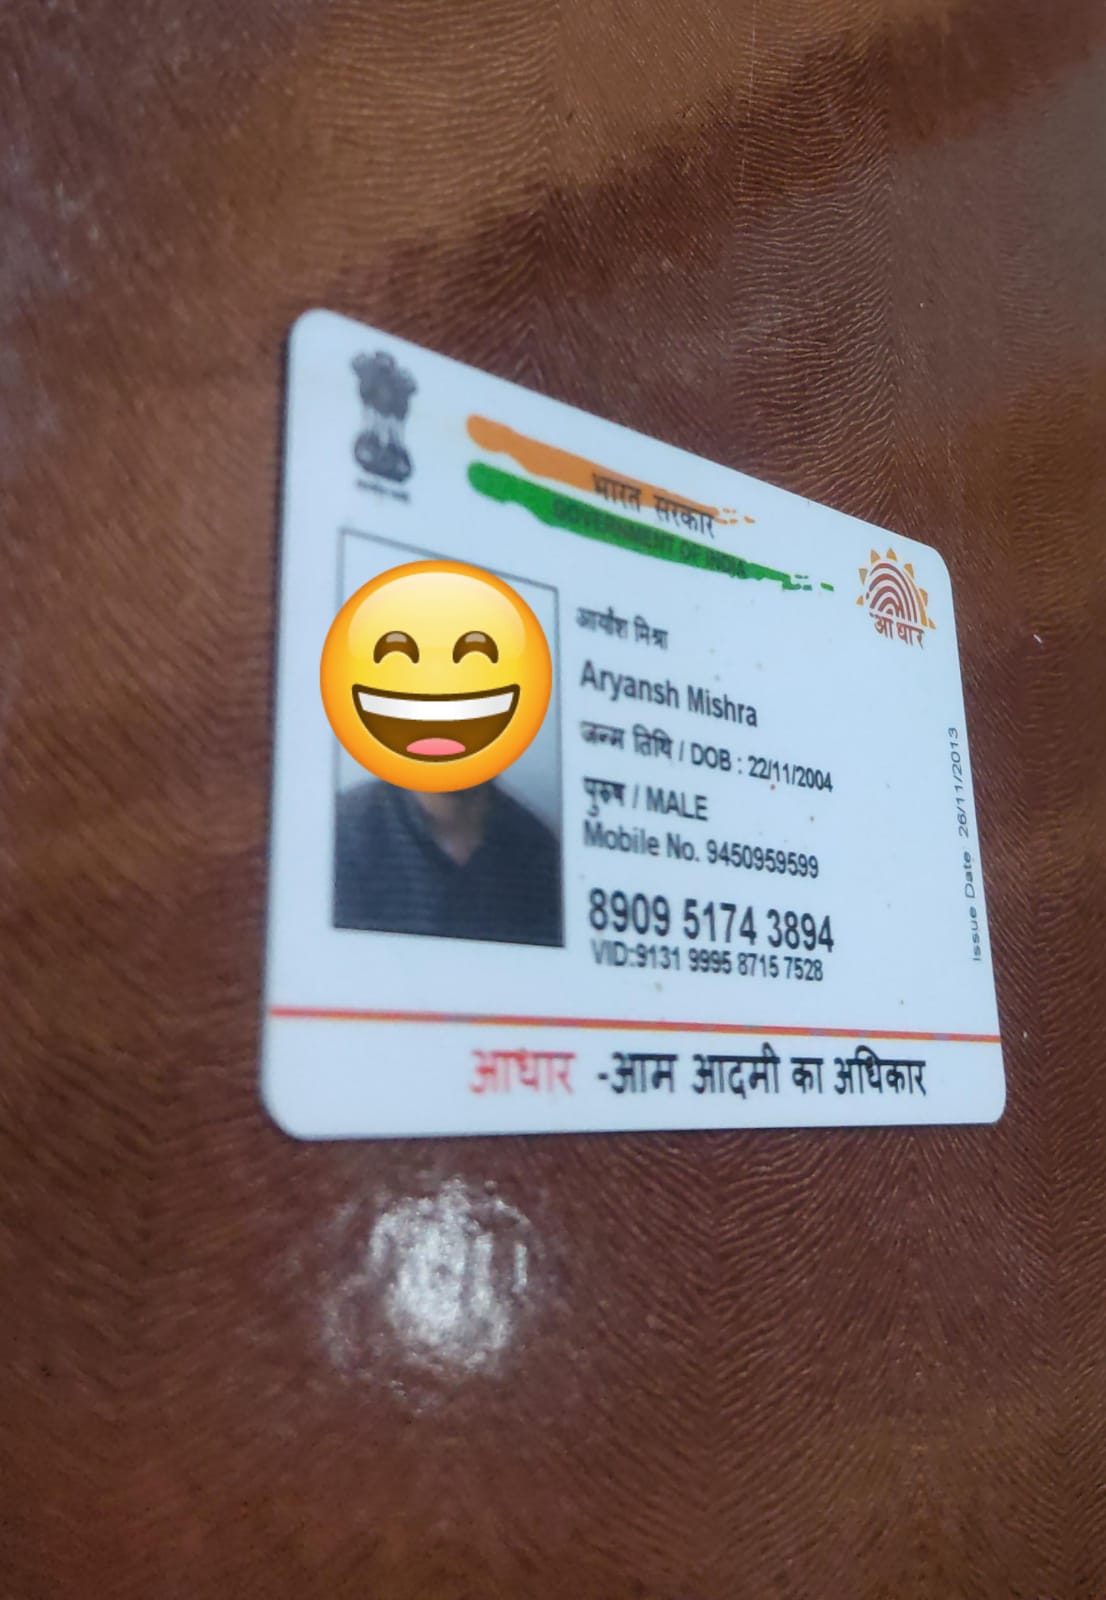 भारत सरकार
GOVERNMENT OF INDIA
आधार
आर्यांश मिश्रा
Aryansh Mishra
जन्म तिथि / DOB : 22/11/2004
पुरुष / MALE
Mobile No. 9450959599
8909 5174 3894
VID:9131 9995 8715 7528
Issue Date 26/11/2013
आधार -आम आदमी का अधिकार